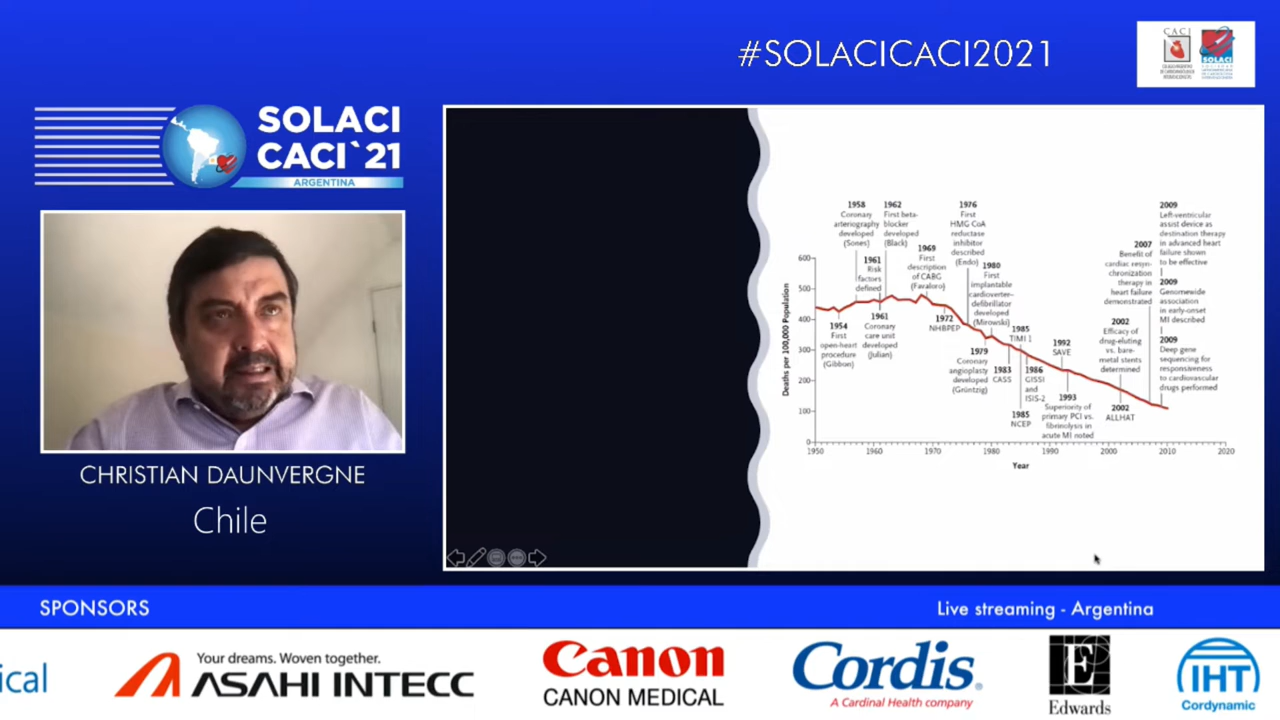 #SOLACICACI2021
CACI
SOLACI
SOLACI
CACI`21
ARGENTINA
CHRISTIAN DAUNVERGNE
Chile
1958
Coronary
arteriography
developed
(Sones)
1962
First beta-
blocker
developed
(Black)
1961
Risk
factors
defined
1969
First
description
of CABG
(Favaloro)
1976
First
HMG CoA
reductase
inhibitor
described
(Endo)
1980
First
implantable
cardioverter–
defibrillator
developed
(Mirowski)
1985
TIMI 1
1992
SAVE
2002
Efficacy of
drug-eluting
vs. bare-
metal stents
determined
2007
Benefit of
cardiac resyn-
chronization
therapy in
heart failure
demonstrated
2009
Left-ventricular
assist device as
destination therapy
in advanced heart
failure shown
to be effective
2009
Genomewide
association
in early-onset
MI described
2009
Deep gene
sequencing for
responsiveness
to cardiovascular
drugs performed
1954
First
open-heart
procedure
(Gibbon)
1961
Coronary
care unit
developed
(Julian)
1972
NHBPEP
1979
Coronary
angioplasty
developed
(Grüntzig)
1983
CASS
1985
NCEP
1986
GISSI
and
ISIS-2
1993
Superiority of
primary PCI vs.
fibrinolysis in
acute MI noted
2002
ALLHAT
Deaths per 100,000 Population
600
500
400
300
200
100
0
1950 1960 1970 1980 1990 2000 2010 2020
Year
SPONSORS
Live streaming - Argentina
ical
Your dreams. Woven together.
ASAHI INTECC
Canon
CANON MEDICAL
Cordis®
A Cardinal Health company
E
Edwards
IHT
Cordynamic